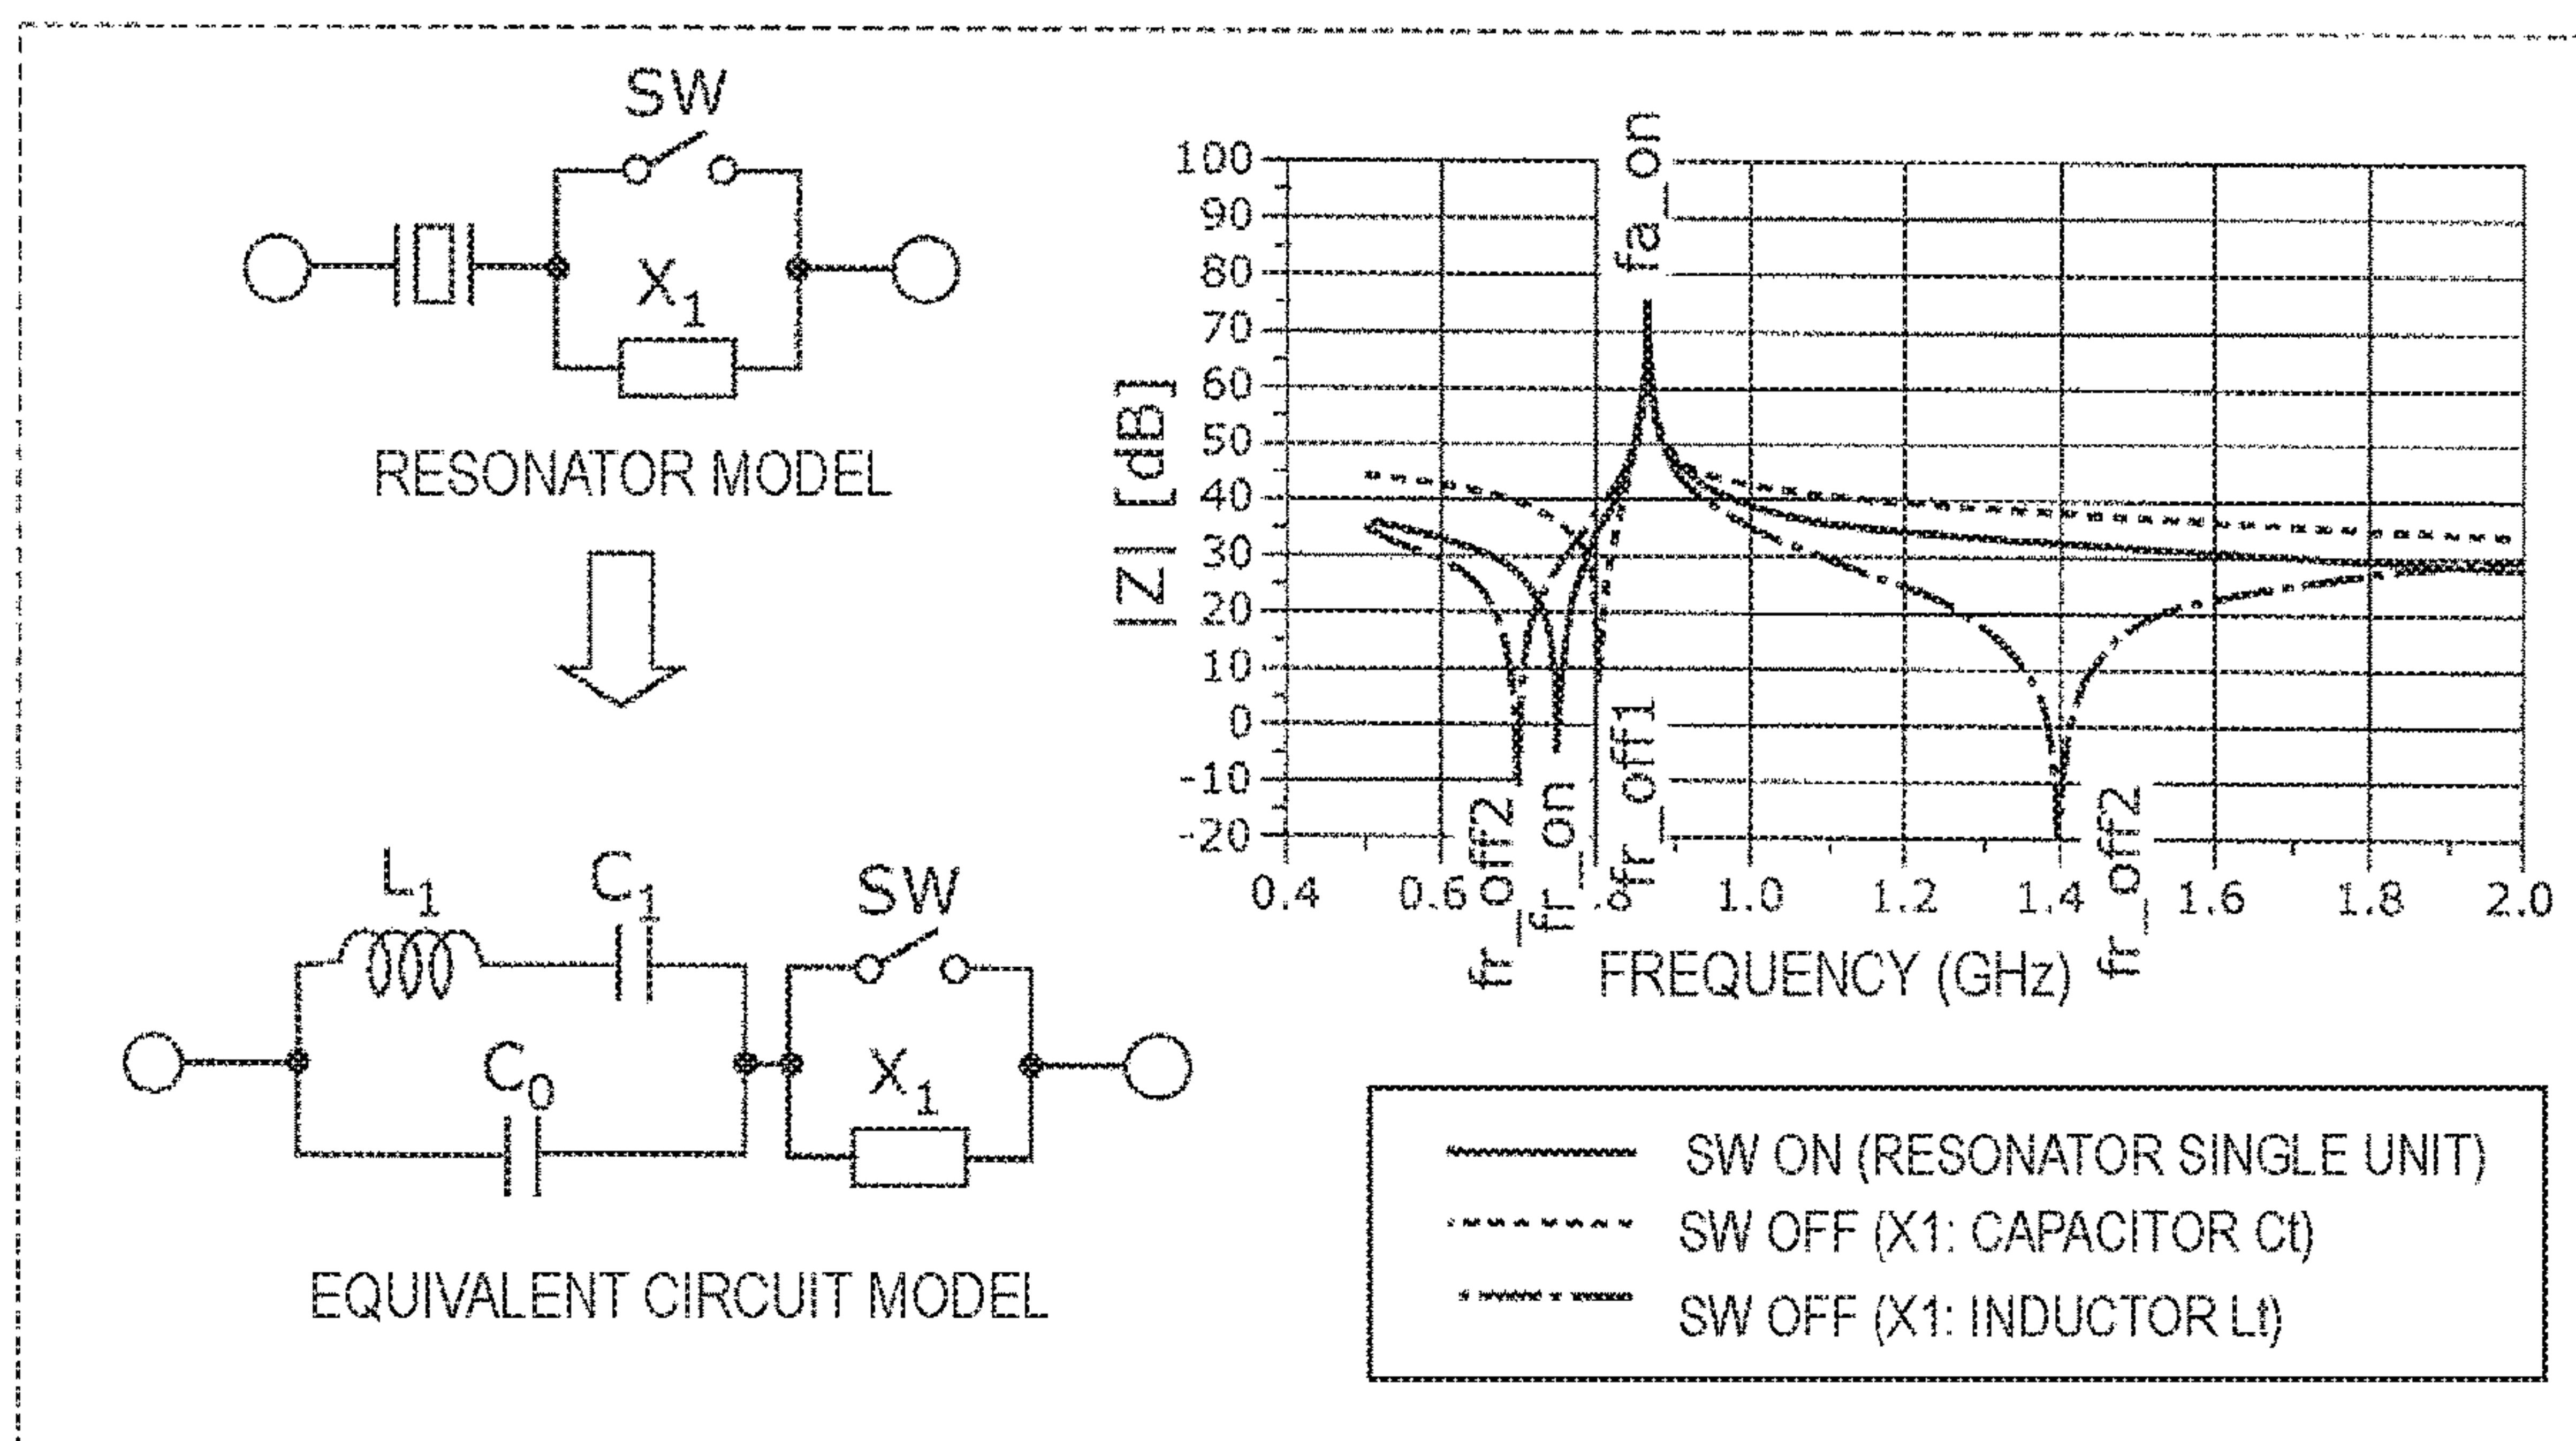 SW
X1
RESONATOR MODEL
L1
C1
SW
C0
X1
EQUIVALENT CIRCUIT MODEL
|Z| [dB]
100
90
80
70
60
50
40
30
20
10
0
-10
-20
fa_on
fr_off2
fr_on
fr_off1
fr_off2
0.4
0.6
.8
1.0
1.2
1.4
1.6
1.8
2.0
FREQUENCY (GHz)
SW ON (RESONATOR SINGLE UNIT)
SW OFF (X1: CAPACITOR Ct)
SW OFF (X1: INDUCTOR Lt)